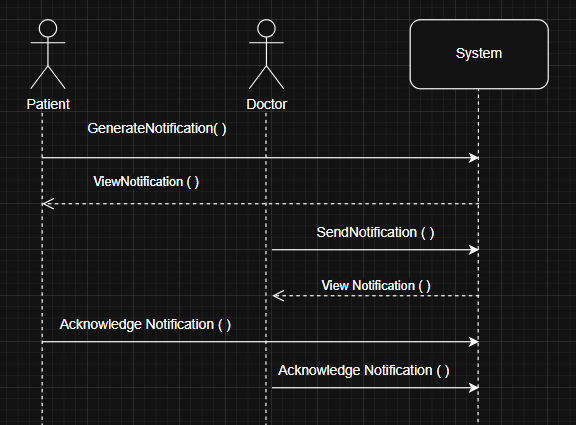 System
Patient
Doctor
GenerateNotification( )
ViewNotification ( )
SendNotification ( )
View Notification ( )
Acknowledge Notification ( )
Acknowledge Notification ( )